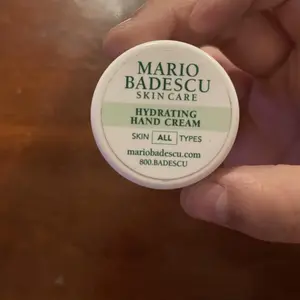 MARIO
BADESCU
SKIN CARE
HYDRATING
HAND CREAM
SKIN ALL TYPES
mariobadescu.com
800.BADESCU